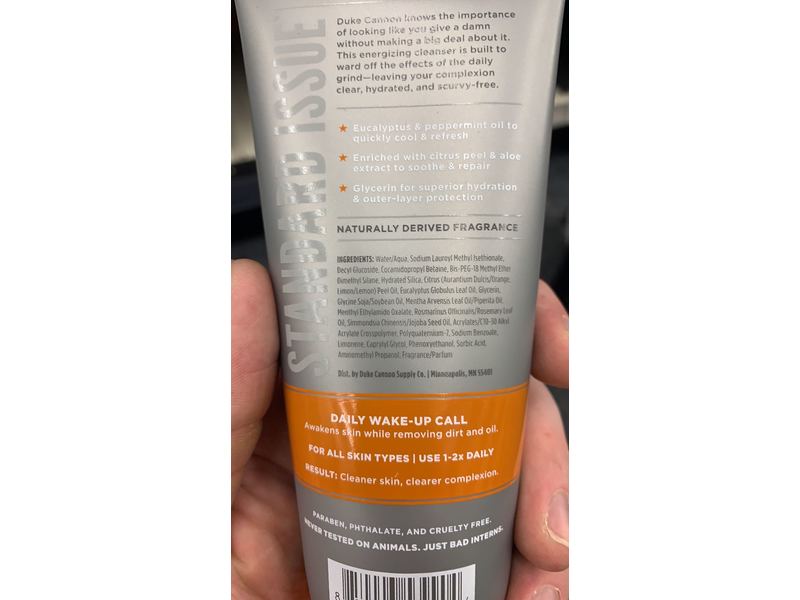 STANDARD ISSUE
Duke Cannon knows the importance
of looking like you give a damn
without making a big deal about it.
This energizing cleanser is built to
ward off the effects of the daily
grind—leaving your complexion
clear, hydrated, and scurvy-free.
★ Eucalyptus & peppermint oil to
quickly cool & refresh
★ Enriched with citrus peel & aloe
extract to soothe & repair
★ Glycerin for superior hydration
& outer-layer protection
NATURALLY DERIVED FRAGRANCE
INGREDIENTS: Water/Aqua, Sodium Lauroyl Methyl Isethionate,
Decyl Glucoside, Cocamidopropyl Betaine, Bis-PEG-18 Methyl Ether
Dimethyl Silane, Hydrated Silica, Citrus (Aurantium Dulcis/Orange,
Limon/Lemon) Peel Oil, Eucalyptus Globulus Leaf Oil, Glycerin,
Glycine Soja/Soybean Oil, Mentha Arvensis Leaf Oil/Piperita Oil,
Menthyl Ethylamido Oxalate, Rosmarinus Officinalis/Rosemary Leaf
Oil, Simmondsia Chinensis/Jojoba Seed Oil, Acrylates/C10-30 Alkyl
Acrylate Crosspolymer, Polyquaternium-7, Sodium Benzoate,
Limonene, Caprylyl Glycol, Phenoxyethanol, Sorbic Acid,
Aminomethyl Propanol, Fragrance/Parfum
Dist. by Duke Cannon Supply Co. | Minneapolis, MN 55401
DAILY WAKE-UP CALL
Awakens skin while removing dirt and oil.
FOR ALL SKIN TYPES | USE 1-2x DAILY
RESULT: Cleaner skin, clearer complexion.
PARABEN, PHTHALATE, AND CRUELTY FREE.
NEVER TESTED ON ANIMALS. JUST BAD INTERNS.